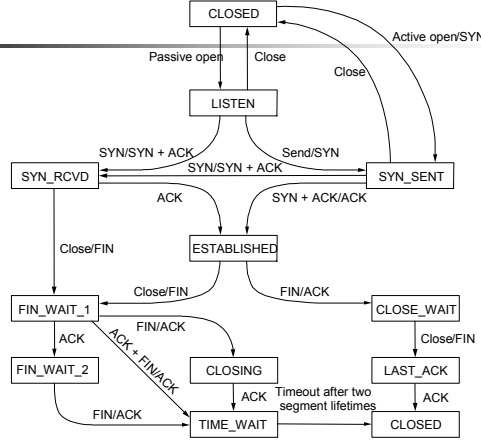 CLOSED
Active open/SYN
Passive open
Close
Close
LISTEN
SYN/SYN + ACK
Send/SYN
SYN/SYN + ACK
SYN_RCVD
SYN_SENT
ACK
SYN + ACK/ACK
Close/FIN
ESTABLISHED
Close/FIN
FIN/ACK
FIN_WAIT_1
CLOSE_WAIT
FIN/ACK
ACK
ACK + FIN/ACK
Close/FIN
FIN_WAIT_2
CLOSING
LAST_ACK
ACK
Timeout after two
segment lifetimes
ACK
FIN/ACK
TIME_WAIT
CLOSED